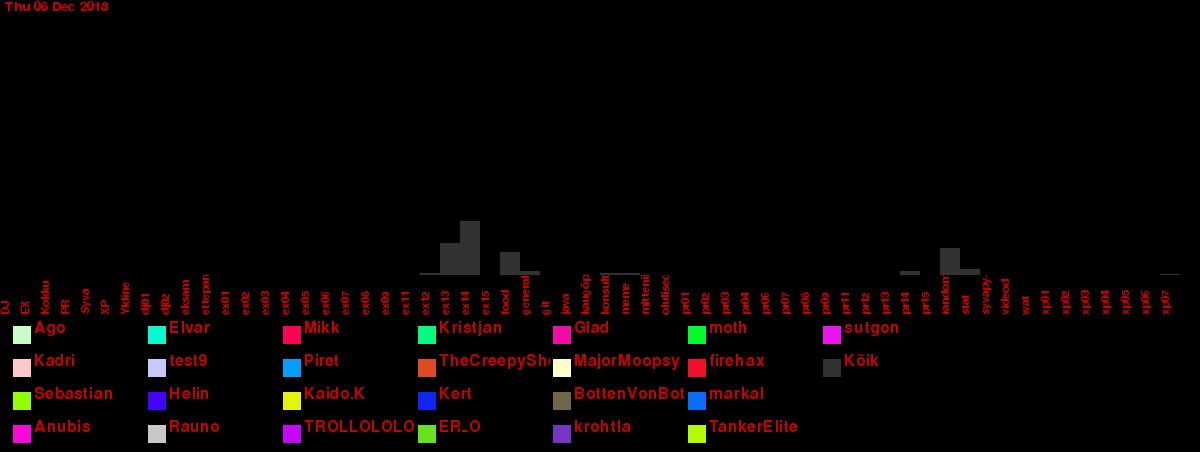 Thu 06 Dec 2018
DJ
EX
Kokku
PR
Syva
XP
Yldine
dj01
dj02
eksam
ettepan
ex01
ex02
ex03
ex04
ex05
ex06
ex07
ex08
ex09
ex11
ex12
ex13
ex14
ex15
food
general
git
java
kaugõp
konsult
meme
mitteni
olulisec
pr01
pr02
pr03
pr04
pr06
pr07
pr08
pr09
pr11
pr12
pr13
pr14
pr15
random
stat
syvapy-
videod
wat
xp01
xp02
xp03
xp04
xp05
xp06
xp07
Ago
Elvar
Mikk
Kristjan
Glad
moth
sutgon
Kadri
test9
Piret
TheCreepySh
MajorMoopsy
firehax
Kõik
Sebastian
Helin
Kaido.K
Kert
BottenVonBot
markal
Anubis
Rauno
TROLLOLOLO
ER_O
krohtla
TankerElite